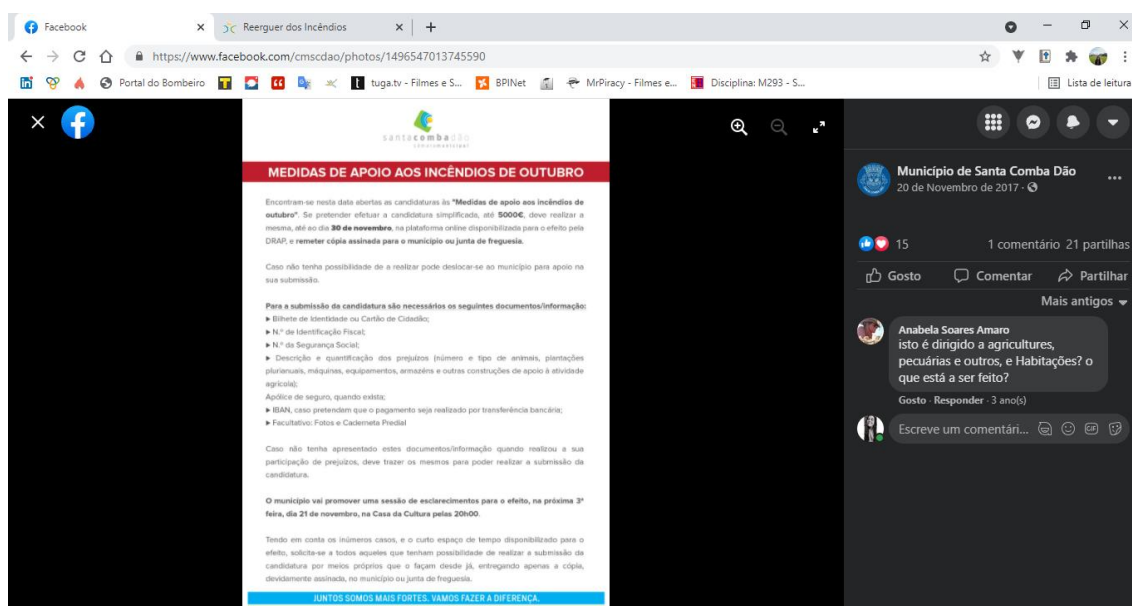 Facebook
Reerguer dos Incêndios
https://www.facebook.com/cmscdao/photos/1496547013745590
Portal do Bombeiro
tuga.tv - Filmes e S...
BPINet
MrPiracy - Filmes e...
Disciplina: M293 - S...
Lista de leitura
santacombadão
câmaramunicipal
MEDIDAS DE APOIO AOS INCÊNDIOS DE OUTUBRO
Encontram-se nesta data abertas as candidaturas às "Medidas de apoio aos incêndios de
outubro". Se pretender efetuar a candidatura simplificada, até 5000€, deve realizar a
mesma, até ao dia 30 de novembro, na plataforma online disponibilizada para o efeito pela
DRAP, e remeter cópia assinada para o município ou junta de freguesia.
Caso não tenha possibilidade de a realizar pode deslocar-se ao município para apoio na
sua submissão.
Para a submissão da candidatura são necessários os seguintes documentos/informação:
▶ Bilhete de Identidade ou Cartão de Cidadão;
▶ N.º de Identificação Fiscal;
▶ N.º da Segurança Social;
▶ Descrição e quantificação dos prejuízos (número e tipo de animais, plantações
plurianuais, máquinas, equipamentos, armazéns e outras construções de apoio à atividade
agrícola);
Apólice de seguro, quando exista;
▶ IBAN, caso pretendam que o pagamento seja realizado por transferência bancária;
▶ Facultativo: Fotos e Caderneta Predial
Caso não tenha apresentado estes documentos/informação quando realizou a sua
participação de prejuízos, deve trazer os mesmos para poder realizar a submissão da
candidatura.
O município vai promover uma sessão de esclarecimentos para o efeito, na próxima 3ª
feira, dia 21 de novembro, na Casa da Cultura pelas 20h00.
Tendo em conta os inúmeros casos, e o curto espaço de tempo disponibilizado para o
efeito, solicita-se a todos aqueles que tenham possibilidade de realizar a submissão da
candidatura por meios próprios que o façam desde já, entregando apenas a cópia,
devidamente assinada, no município ou junta de freguesia.
JUNTOS SOMOS MAIS FORTES. VAMOS FAZER A DIFERENÇA.
Município de Santa Comba Dão
20 de Novembro de 2017 ·
15
1 comentário 21 partilhas
Gosto
Comentar
Partilhar
Mais antigos
Anabela Soares Amaro
isto é dirigido a agricultures,
pecuárias e outros, e Habitações? o
que está a ser feito?
Gosto · Responder · 3 ano(s)
Escreve um comentári...
GIF